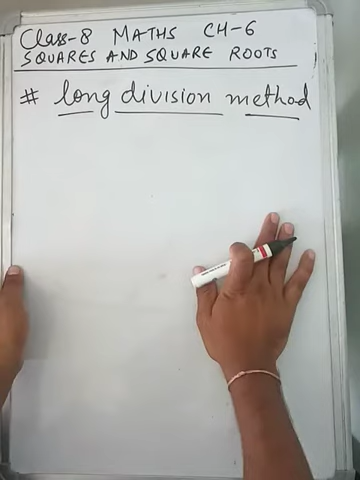 Class-8 MATHS CH-6
SQUARES AND SQUARE ROOTS
# long division method